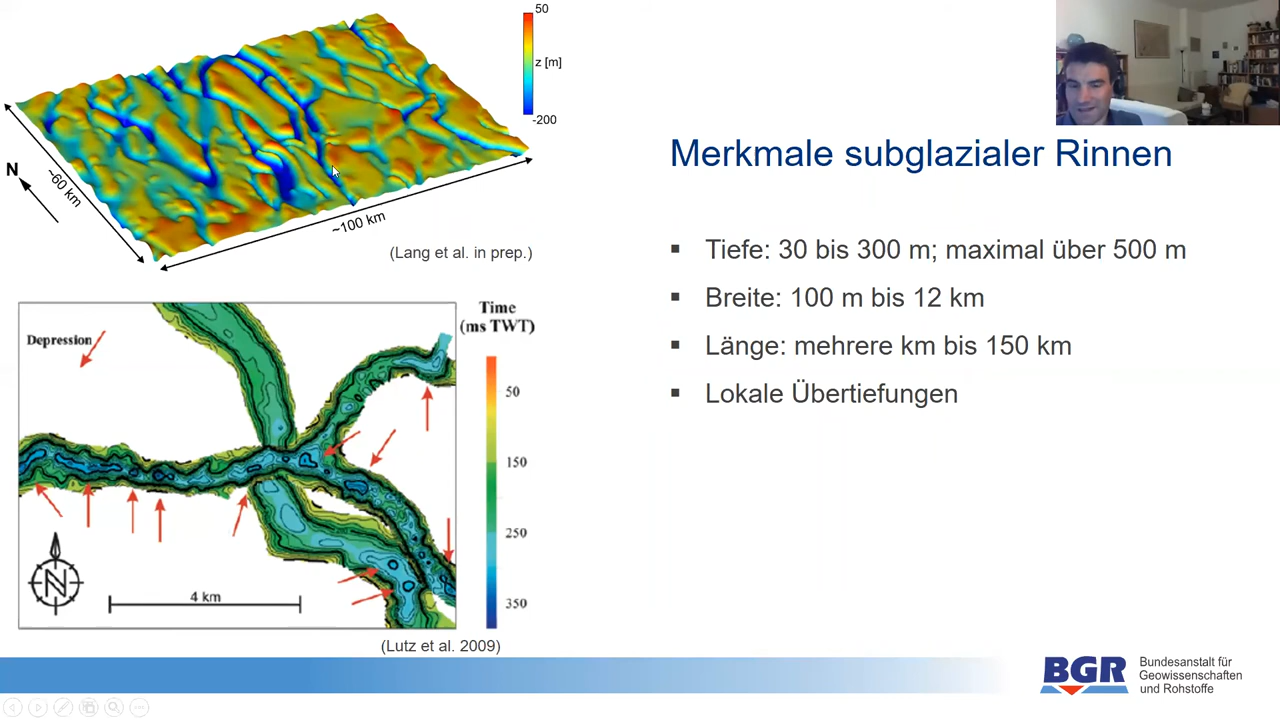 50
z [m]
-200
N
~60 km
~100 km
(Lang et al. in prep.)
Merkmale subglazialer Rinnen
Tiefe: 30 bis 300 m; maximal über 500 m
Breite: 100 m bis 12 km
Länge: mehrere km bis 150 km
Lokale Übertiefungen
Depression
Time
(ms TWT)
50
150
250
350
N
4 km
(Lutz et al. 2009)
BGR
Bundesanstalt für
Geowissenschaften
und Rohstoffe